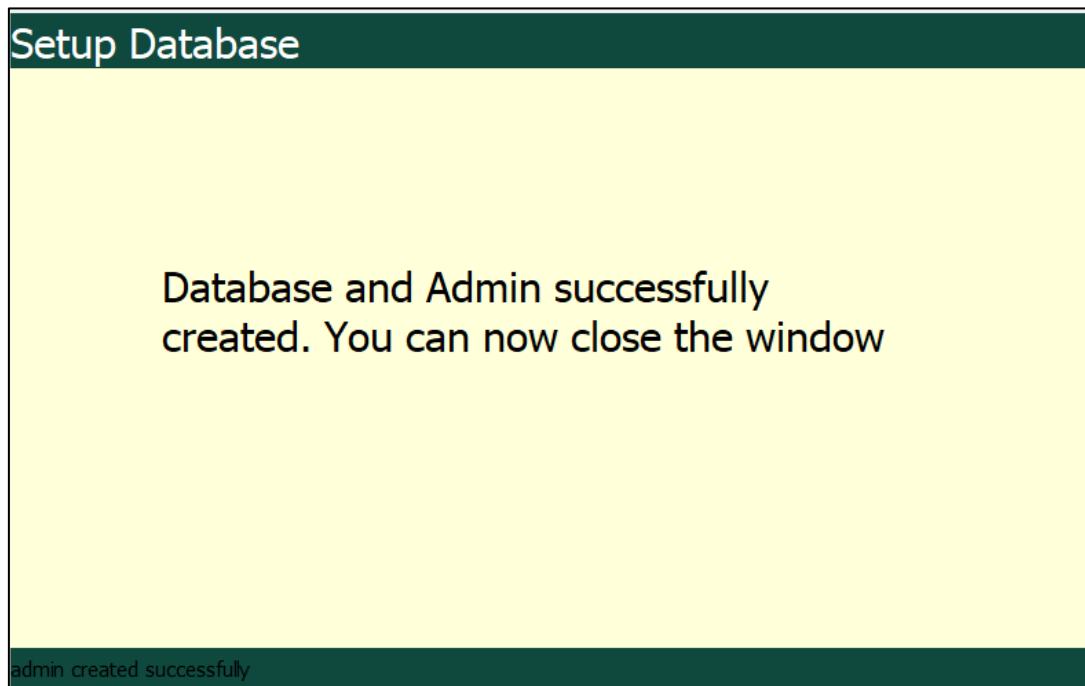 Setup Database
Database and Admin successfully
created. You can now close the window
admin created successfully